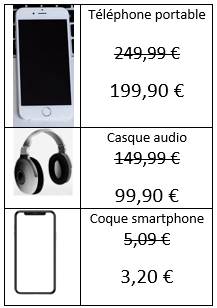 Téléphone portable
249,99 €
199,90 €
Casque audio
149,99 €
99,90 €
Coque smartphone
5,09 €
3,20 €